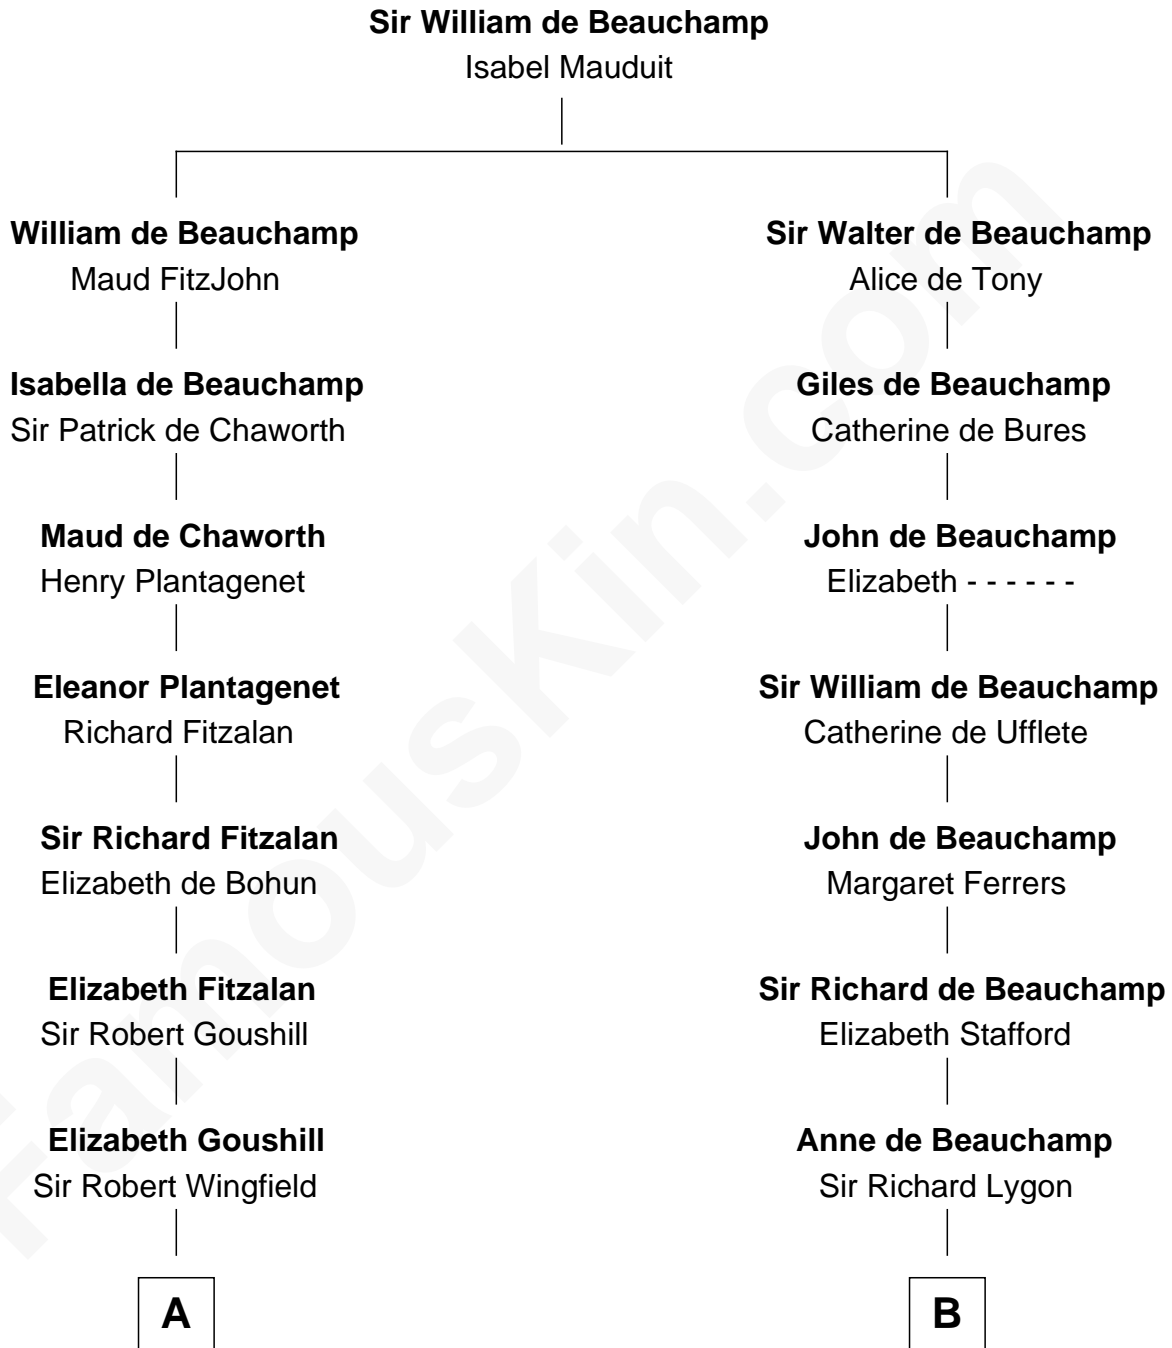 Sir William de Beauchamp
Isabel Mauduit
William de Beauchamp
Maud FitzJohn
Sir Walter de Beauchamp
Alice de Tony
Isabella de Beauchamp
Sir Patrick de Chaworth
Giles de Beauchamp
Catherine de Bures
Maud de Chaworth
Henry Plantagenet
John de Beauchamp
Elizabeth - - - - - -
Eleanor Plantagenet
Richard Fitzalan
Sir William de Beauchamp
Catherine de Ufflete
Sir Richard Fitzalan
Elizabeth de Bohun
John de Beauchamp
Margaret Ferrers
Elizabeth Fitzalan
Sir Robert Goushill
Sir Richard de Beauchamp
Elizabeth Stafford
Elizabeth Goushill
Sir Robert Wingfield
Anne de Beauchamp
Sir Richard Lygon
A
B
FamousKin.com